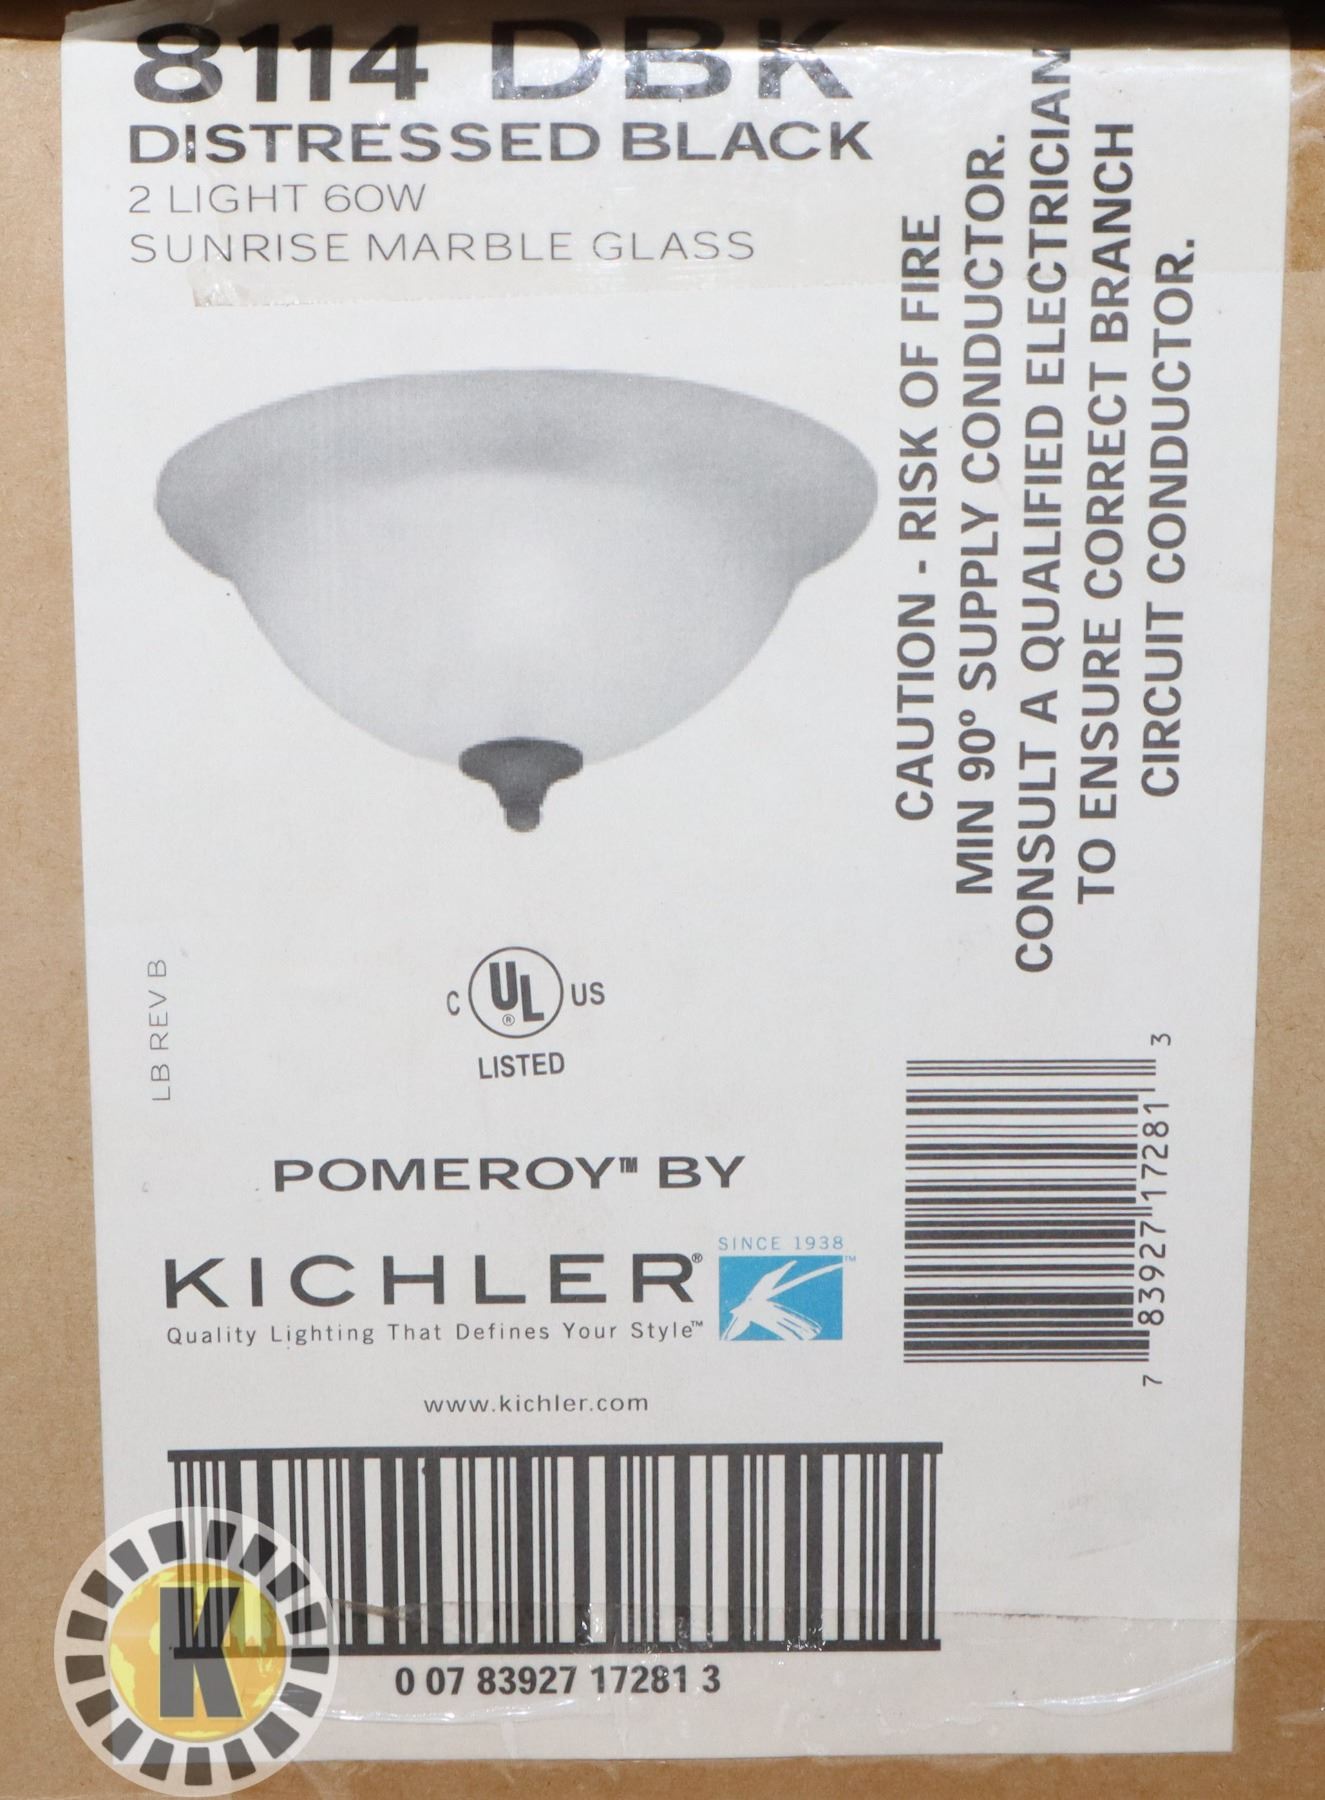 8114 DBK
DISTRESSED BLACK
2 LIGHT 60W
SUNRISE MARBLE GLASS
CAUTION - RISK OF FIRE
MIN 90° SUPPLY CONDUCTOR.
CONSULT A QUALIFIED ELECTRICIAN
TO ENSURE CORRECT BRANCH
CIRCUIT CONDUCTOR.
LB REV B
C UL® US
LISTED
POMEROY™ BY
KICHLER®
SINCE 1938
™
Quality Lighting That Defines Your Style™
www.kichler.com
7 83927 17281 3
0 07 83927 17281 3
K